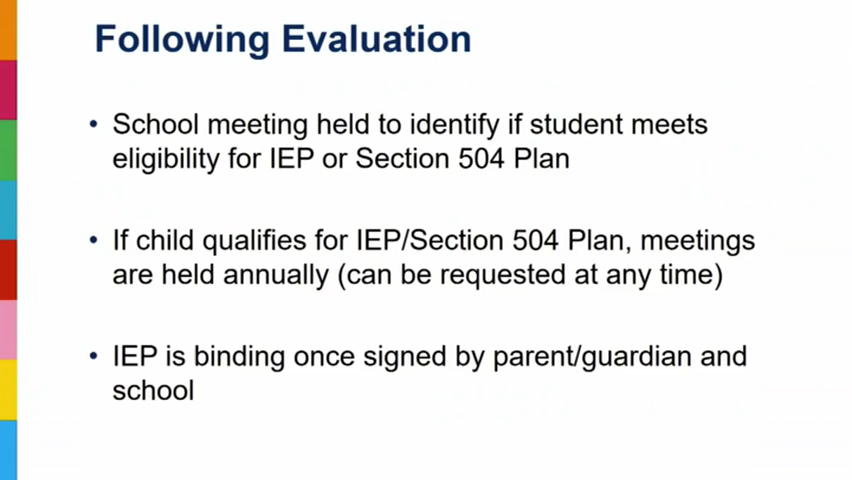 Following Evaluation
• School meeting held to identify if student meets
eligibility for IEP or Section 504 Plan
• If child qualifies for IEP/Section 504 Plan, meetings
are held annually (can be requested at any time)
• IEP is binding once signed by parent/guardian and
school